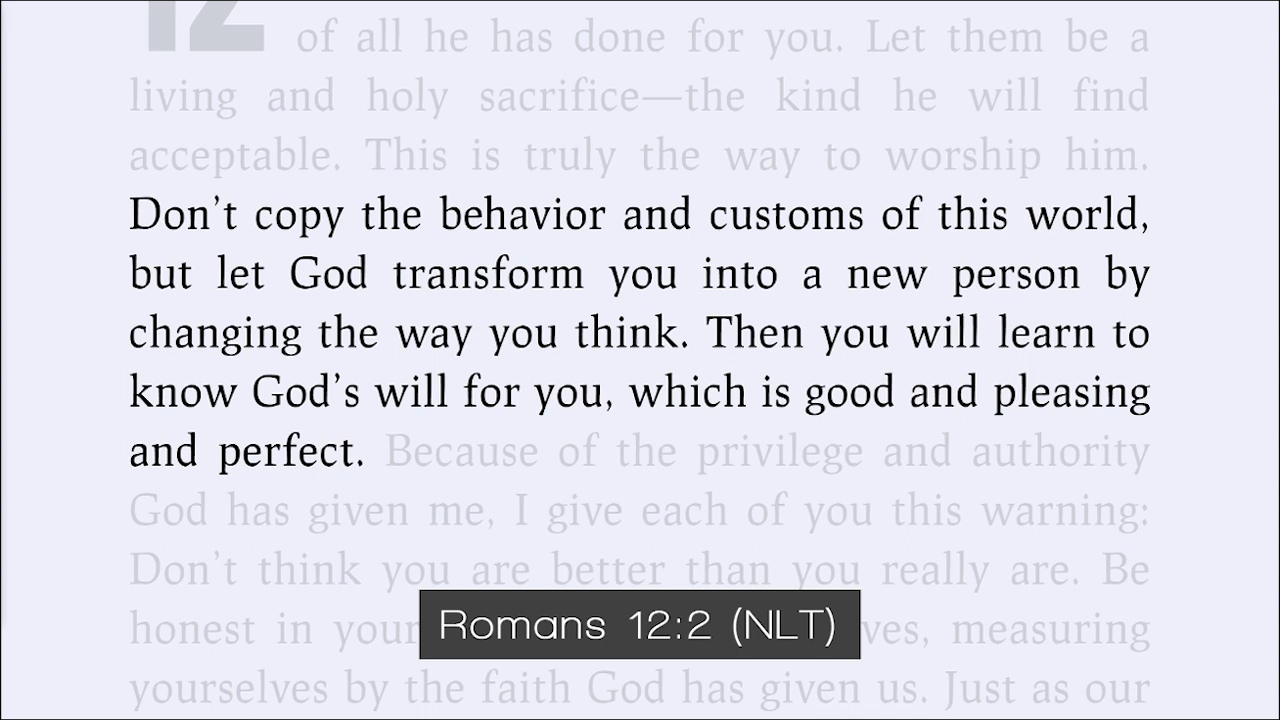 12 of all he has done for you. Let them be a
living and holy sacrifice—the kind he will find
acceptable. This is truly the way to worship him.
Don’t copy the behavior and customs of this world,
but let God transform you into a new person by
changing the way you think. Then you will learn to
know God’s will for you, which is good and pleasing
and perfect. Because of the privilege and authority
God has given me, I give each of you this warning:
Don’t think you are better than you really are. Be
honest in your measuring
Romans 12:2 (NLT)
yourselves by the faith God has given us. Just as our